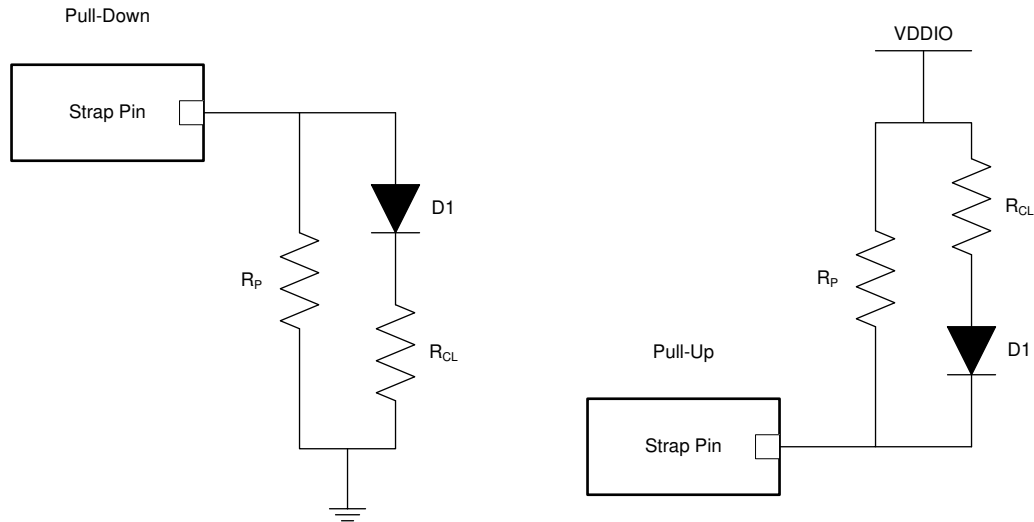 Pull-Down
Strap Pin
D1
RP
RCL
VDDIO
RCL
RP
D1
Pull-Up
Strap Pin